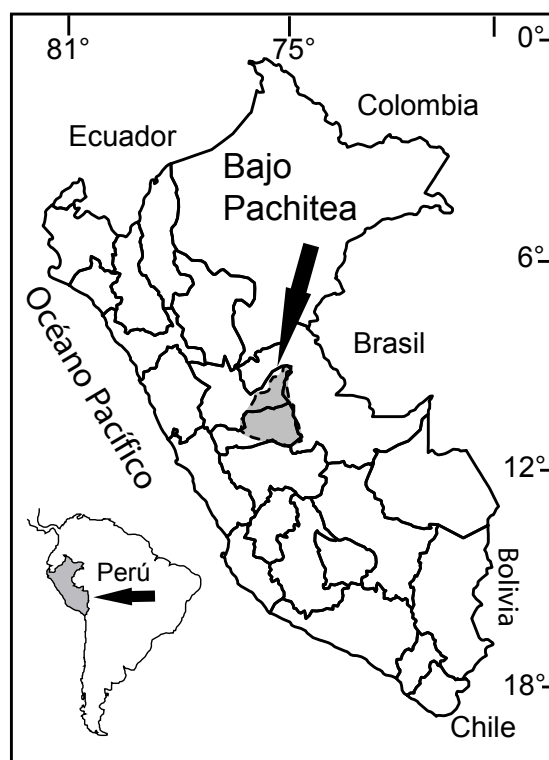 81°
75°
0°
Colombia
Ecuador
Bajo
Pachitea
6°
Océano Pacífico
Brasil
12°
Perú
Bolivia
18°
Chile